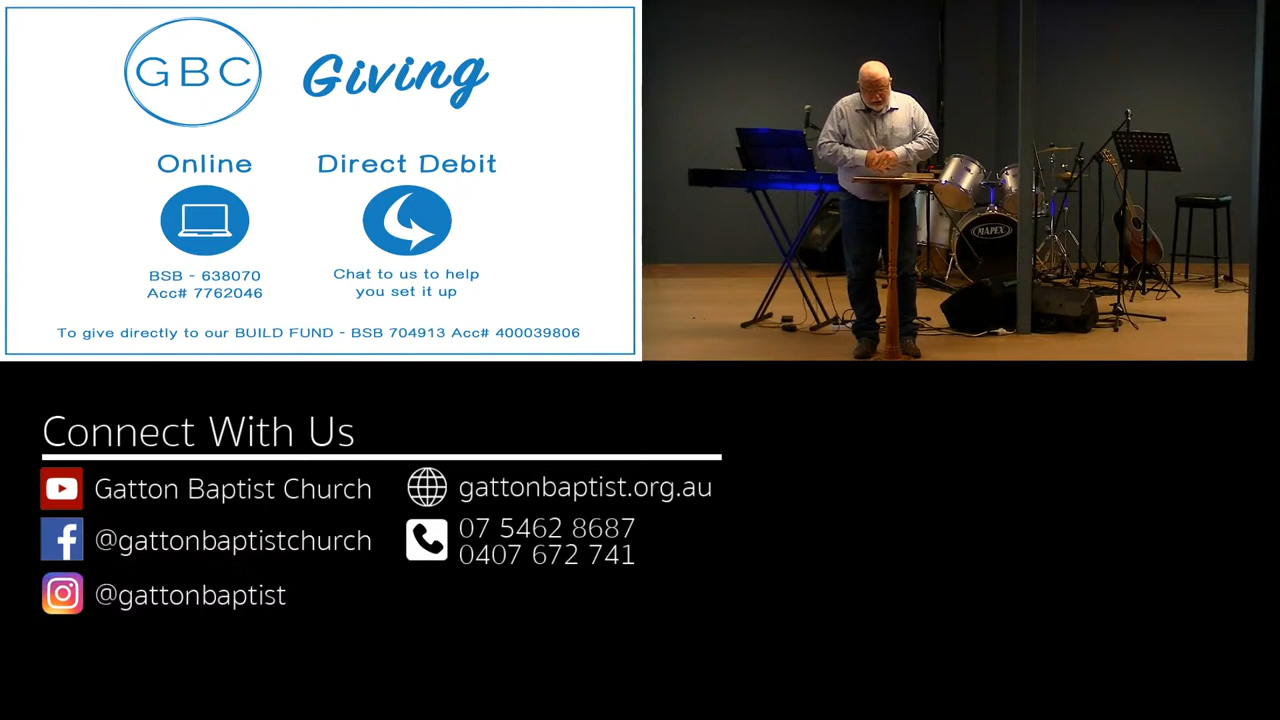 GBC
Giving
Online
Direct Debit
BSB - 638070
Acc# 7762046
Chat to us to help
you set it up
To give directly to our BUILD FUND - BSB 704913 Acc# 400039806
MAPEX
Connect With Us
Gatton Baptist Church
@gattonbaptistchurch
@gattonbaptist
gattonbaptist.org.au
07 5462 8687
0407 672 741